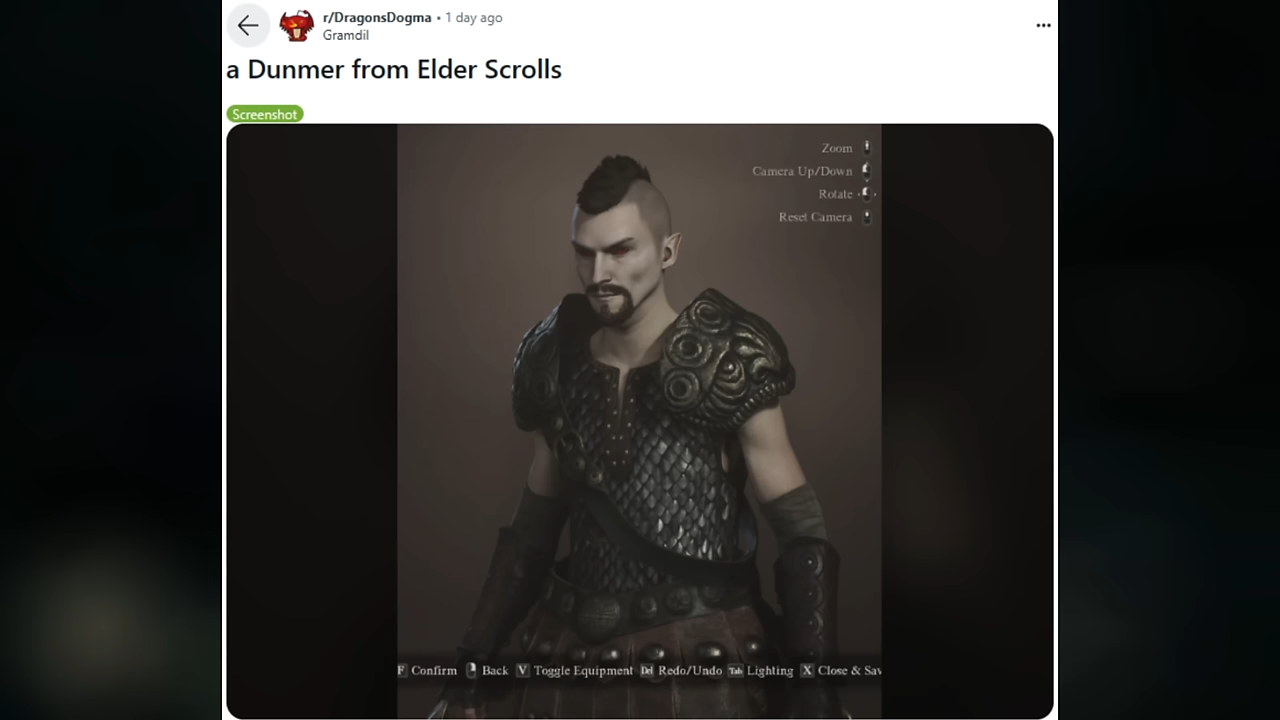 r/DragonsDogma • 1 day ago
Gramdil
a Dunmer from Elder Scrolls
Screenshot
Zoom
Camera Up/Down
Rotate
Reset Camera
F Confirm Back V Toggle Equipment Del Redo/Undo Tab Lighting X Close & Sav